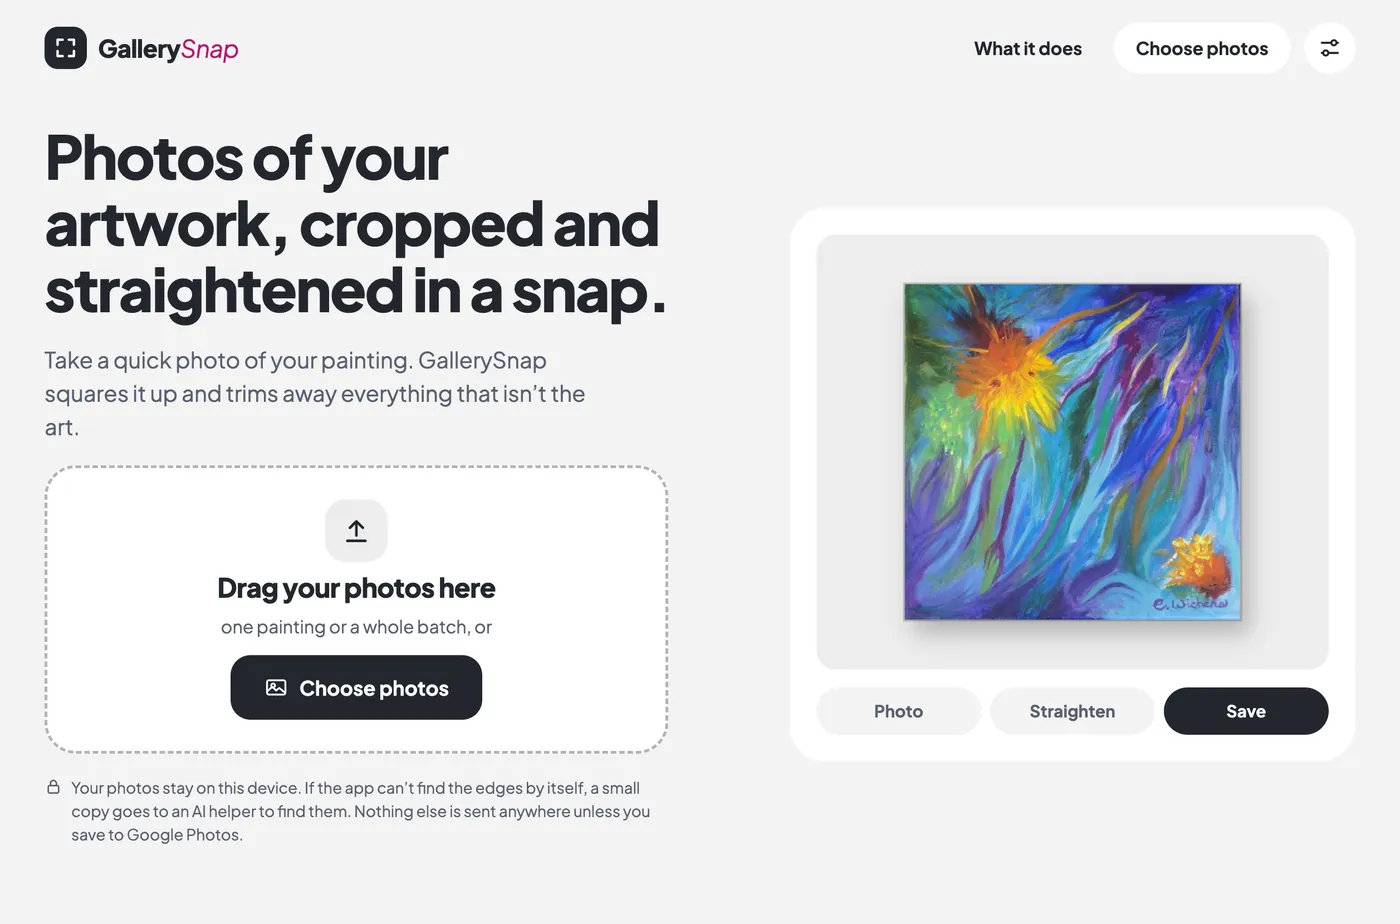 GallerySnap
What it does
Choose photos
Photos of your
artwork, cropped and
straightened in a snap.
Take a quick photo of your painting. GallerySnap
squares it up and trims away everything that isn’t the
art.
Drag your photos here
one painting or a whole batch, or
Choose photos
Your photos stay on this device. If the app can’t find the edges by itself, a small
copy goes to an AI helper to find them. Nothing else is sent anywhere unless you
save to Google Photos.
e. Wichers
Photo
Straighten
Save